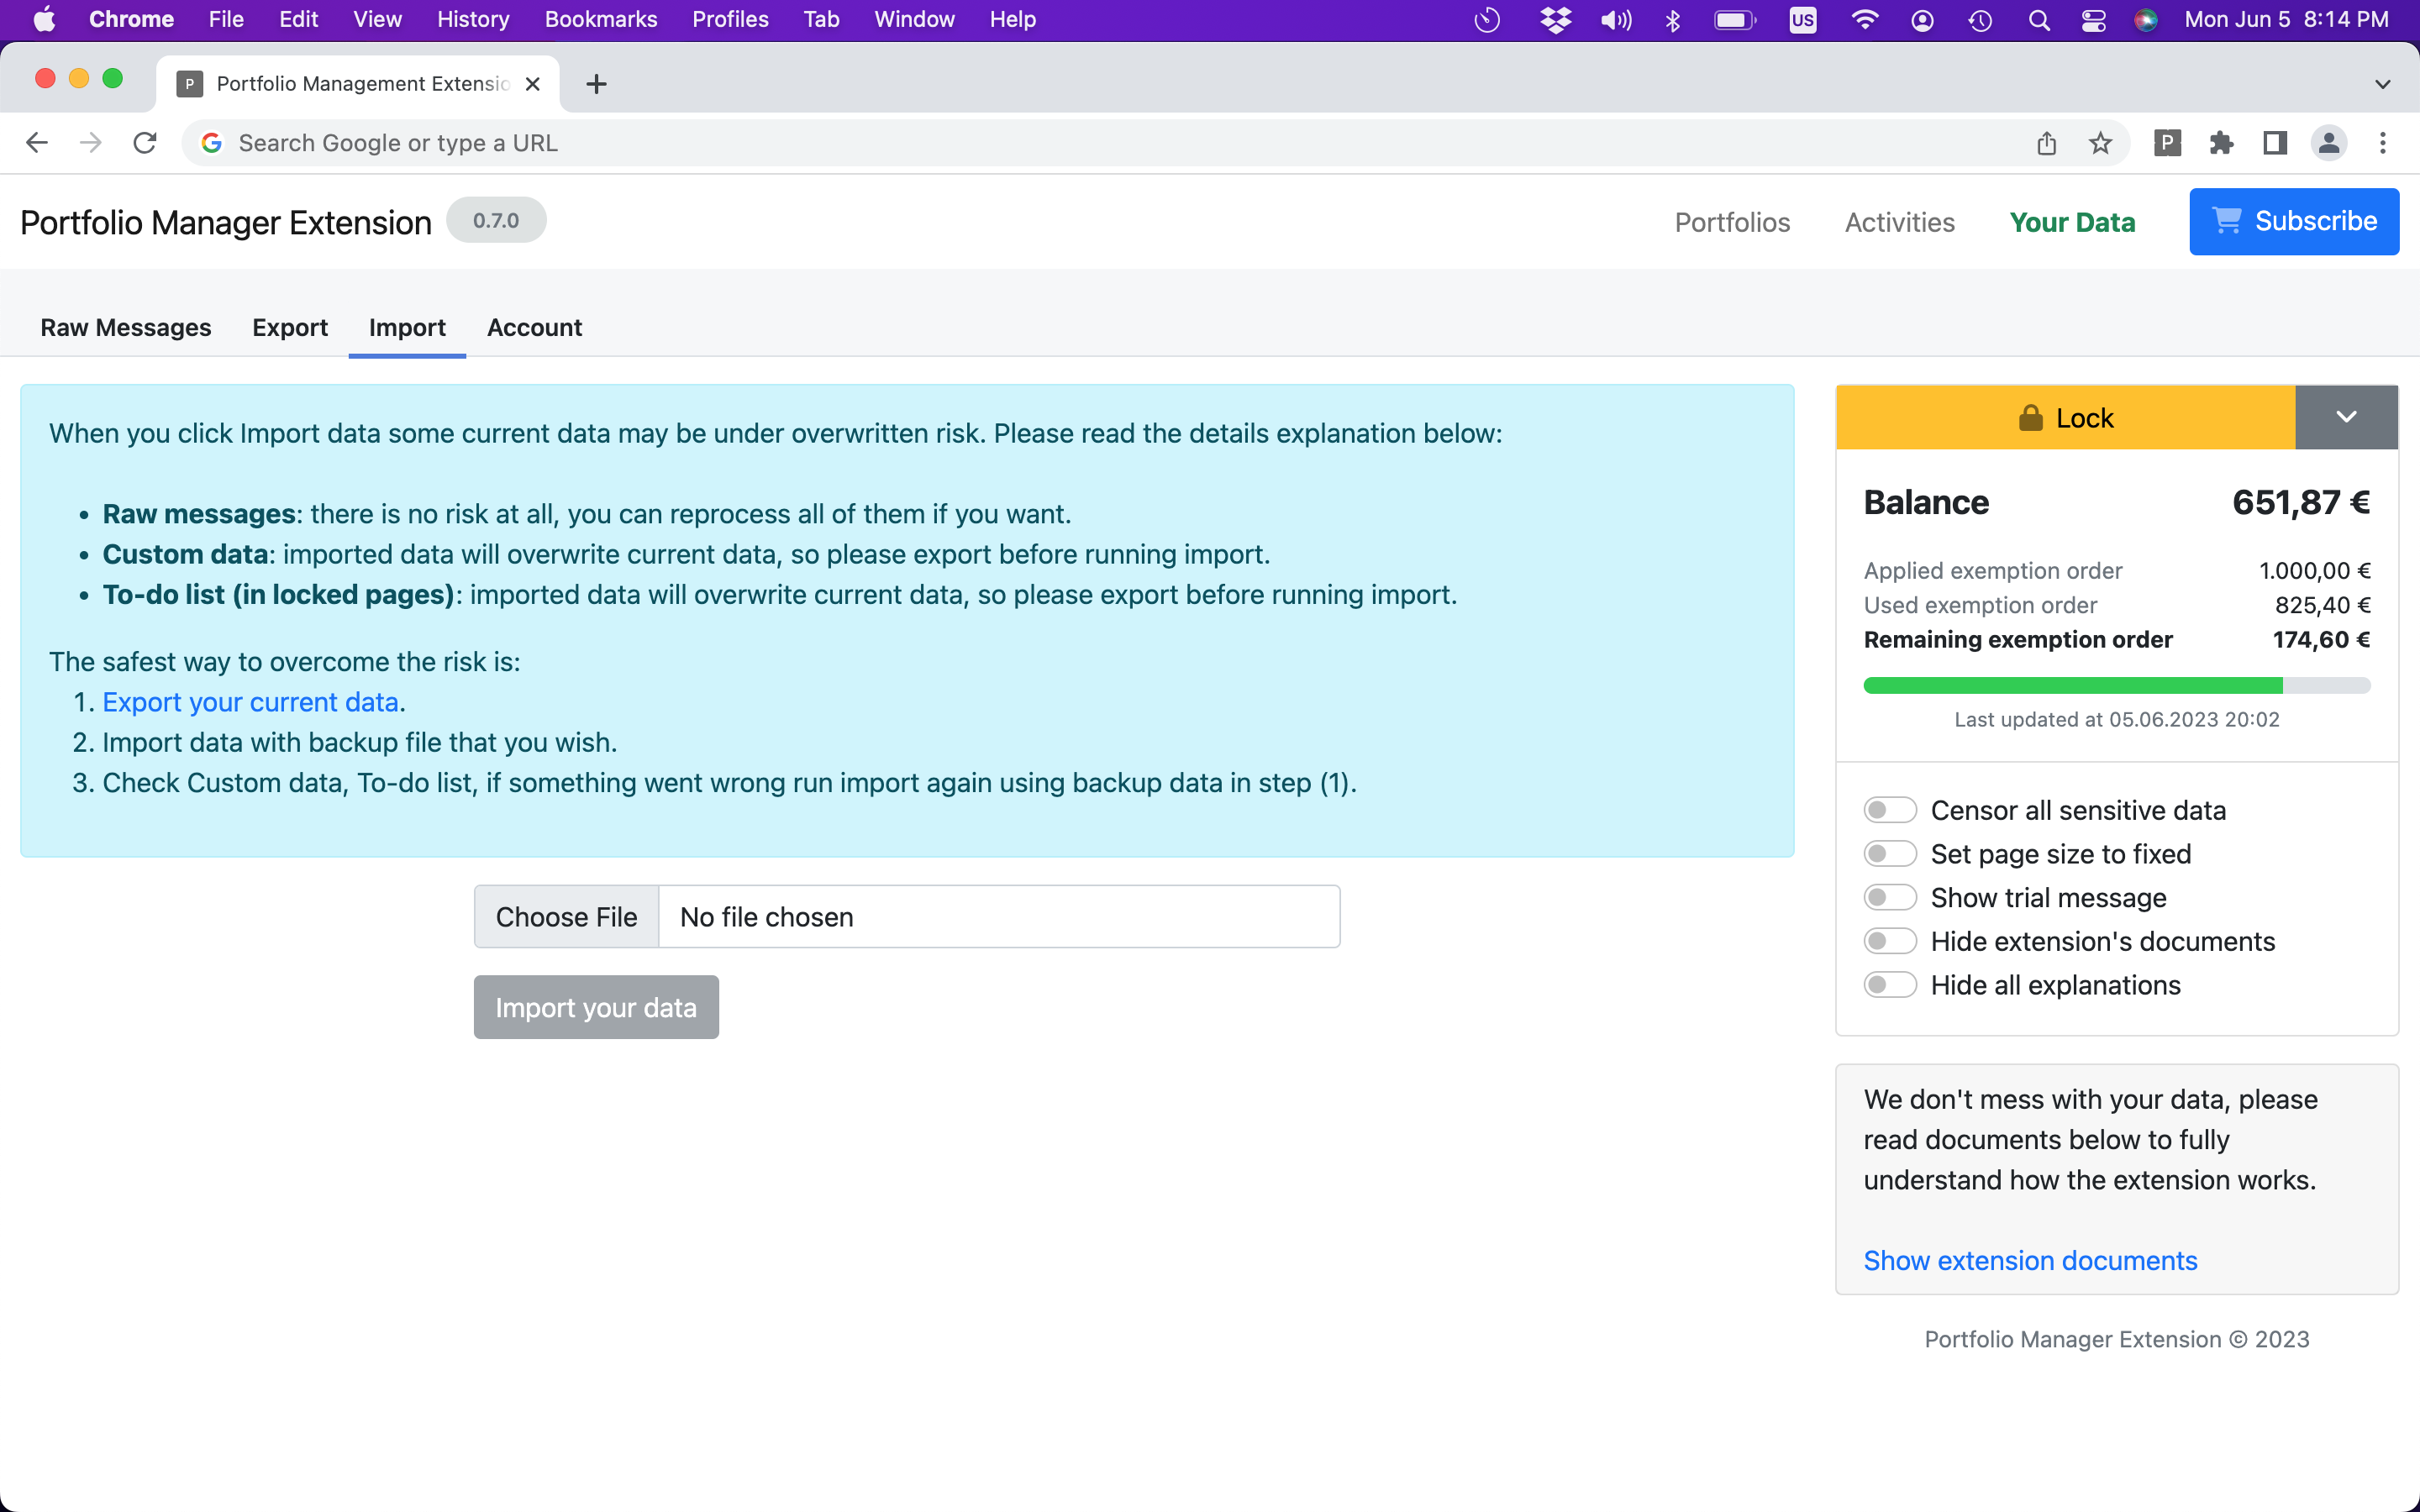 Chrome File Edit View History Bookmarks Profiles Tab Window Help US Mon Jun 5 8:14 PM
P Portfolio Management Extensio
Search Google or type a URL P
Portfolio Manager Extension 0.7.0 Portfolios Activities Your Data Subscribe
Raw Messages Export Import Account
When you click Import data some current data may be under overwritten risk. Please read the details explanation below:
• Raw messages: there is no risk at all, you can reprocess all of them if you want.
• Custom data: imported data will overwrite current data, so please export before running import.
• To-do list (in locked pages): imported data will overwrite current data, so please export before running import.
The safest way to overcome the risk is:
1. Export your current data.
2. Import data with backup file that you wish.
3. Check Custom data, To-do list, if something went wrong run import again using backup data in step (1).
Choose File No file chosen
Import your data
Lock
Balance 651,87 €
Applied exemption order 1.000,00 €
Used exemption order 825,40 €
Remaining exemption order 174,60 €
Last updated at 05.06.2023 20:02
Censor all sensitive data
Set page size to fixed
Show trial message
Hide extension's documents
Hide all explanations
We don't mess with your data, please
read documents below to fully
understand how the extension works.
Show extension documents
Portfolio Manager Extension © 2023